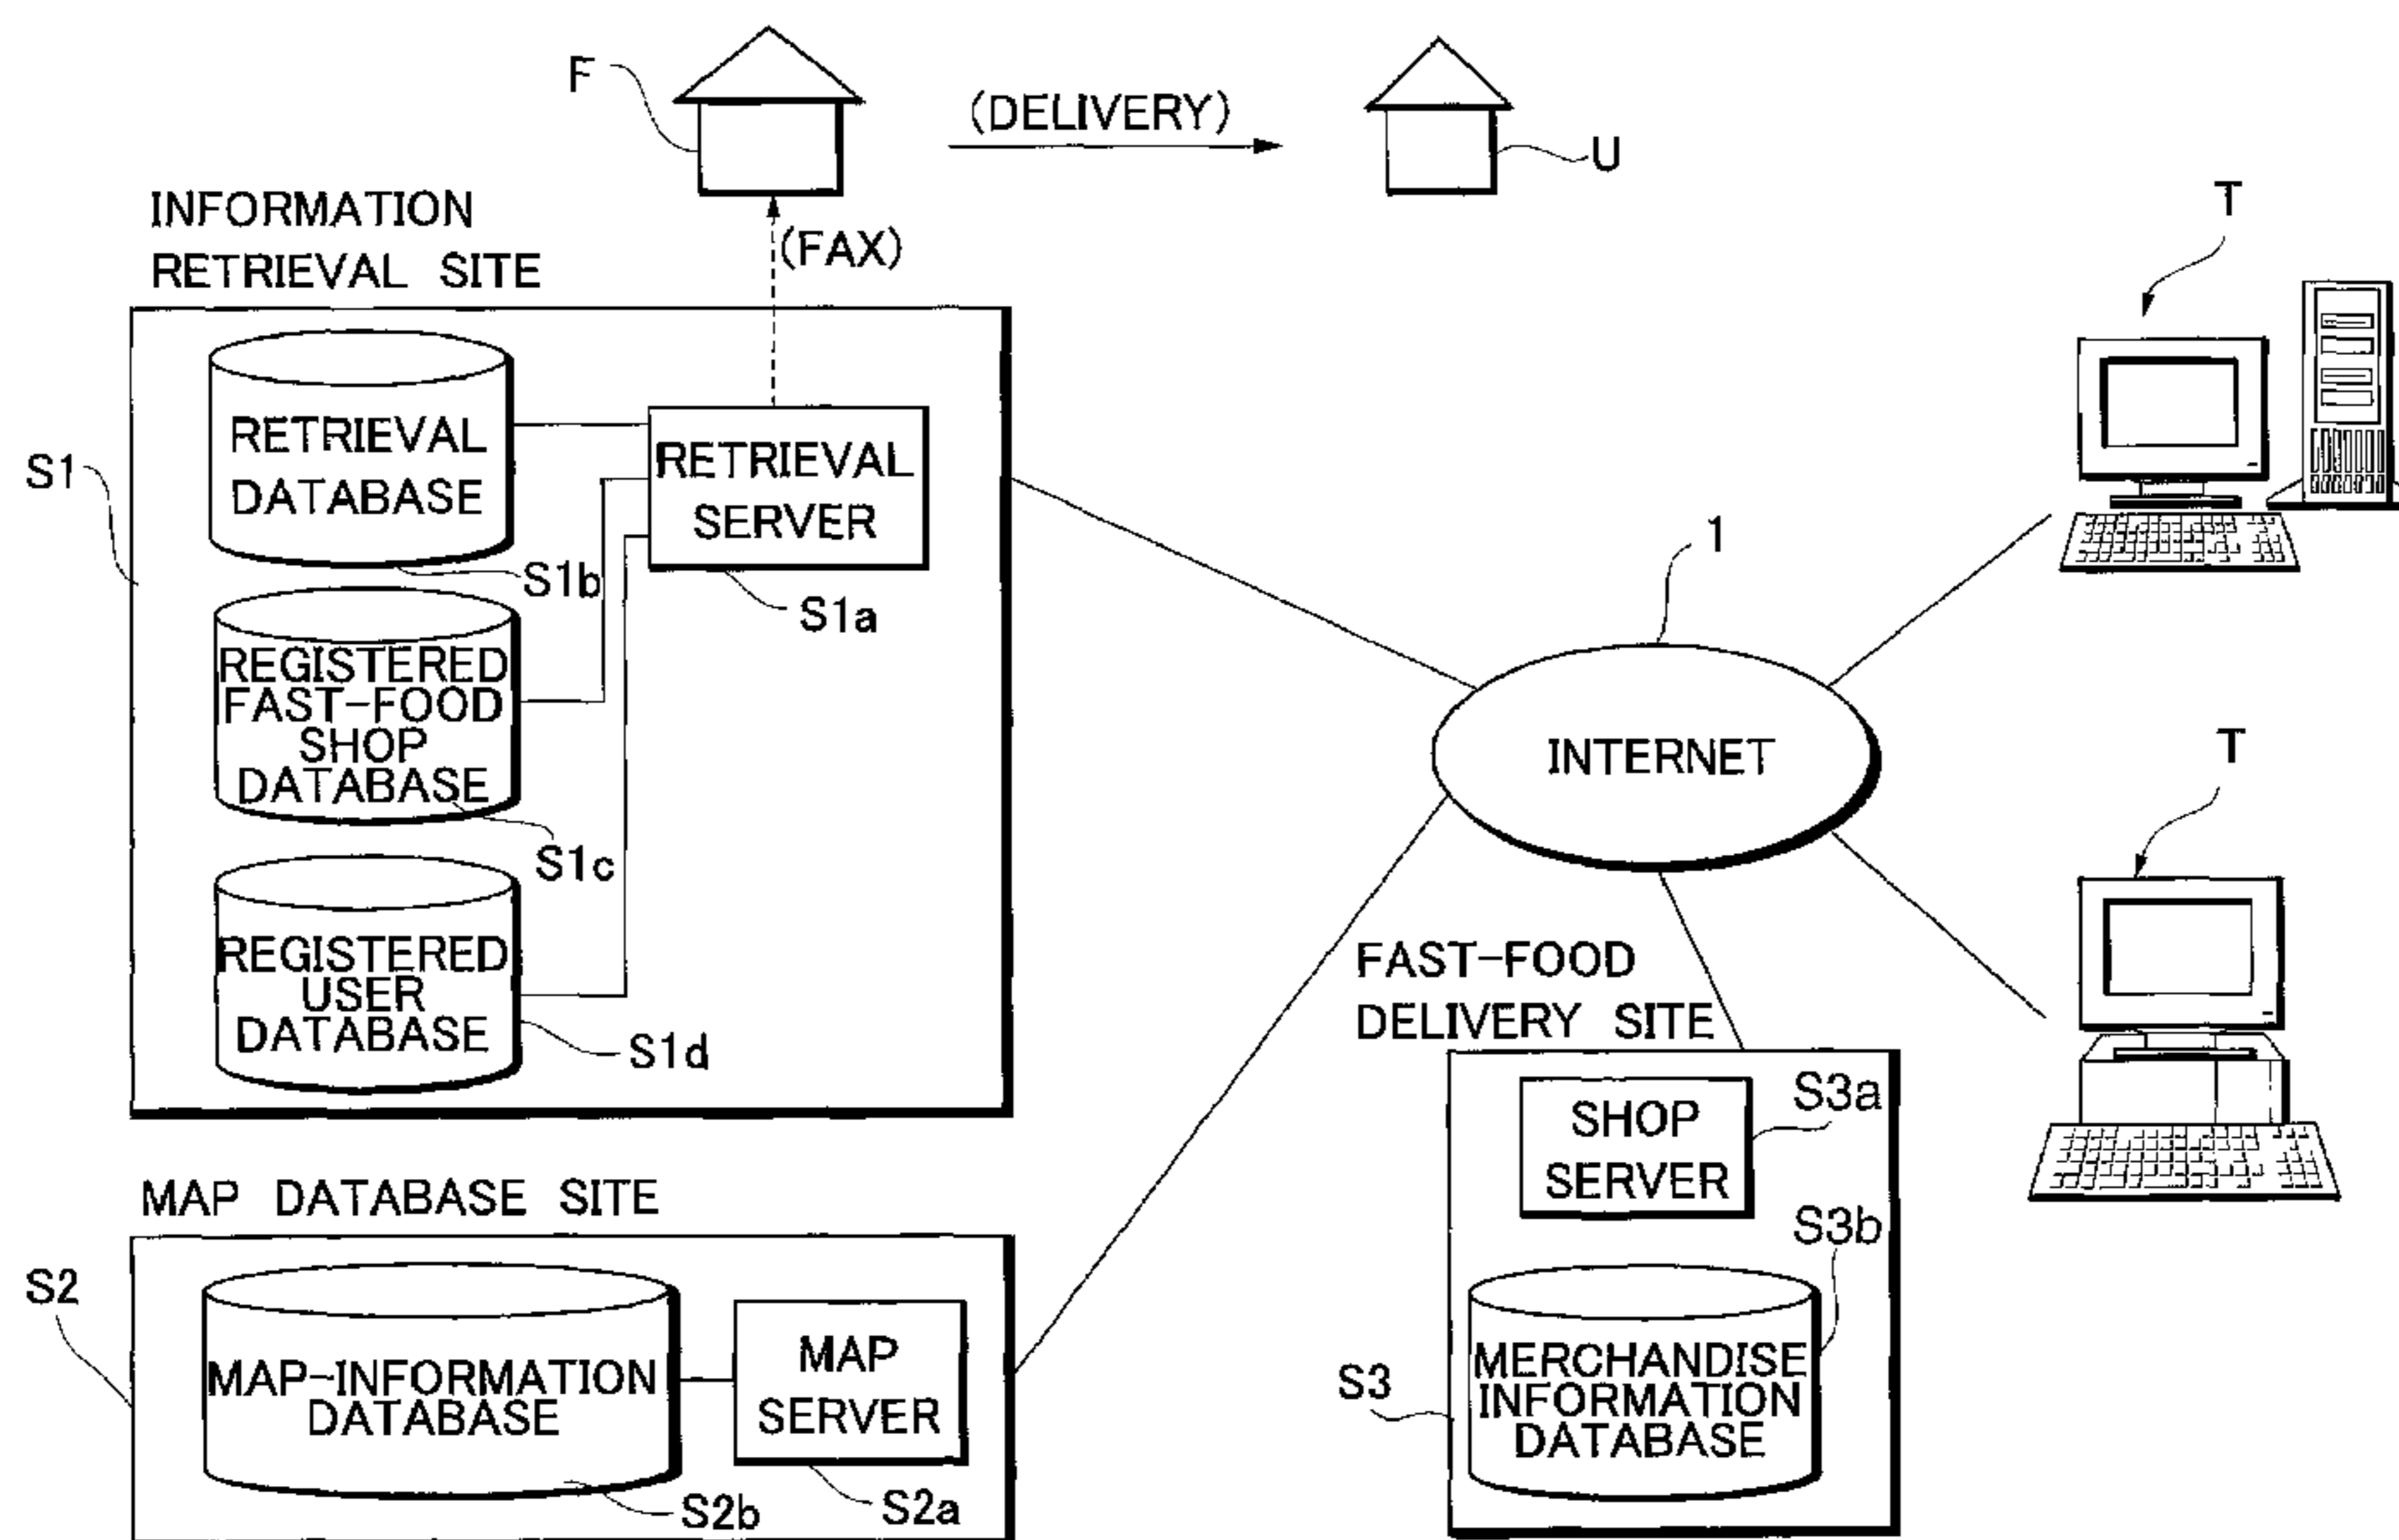 F
(DELIVERY)
U
INFORMATION
RETRIEVAL SITE
(FAX)
T
S1
RETRIEVAL
DATABASE
S1b
RETRIEVAL
SERVER
S1a
REGISTERED
FAST-FOOD
SHOP
DATABASE
S1c
REGISTERED
USER
DATABASE
S1d
1
INTERNET
T
FAST-FOOD
DELIVERY SITE
SHOP
SERVER
S3a
S3b
MERCHANDISE
INFORMATION
DATABASE
S3
MAP DATABASE SITE
S2
MAP-INFORMATION
DATABASE
S2b
MAP
SERVER
S2a